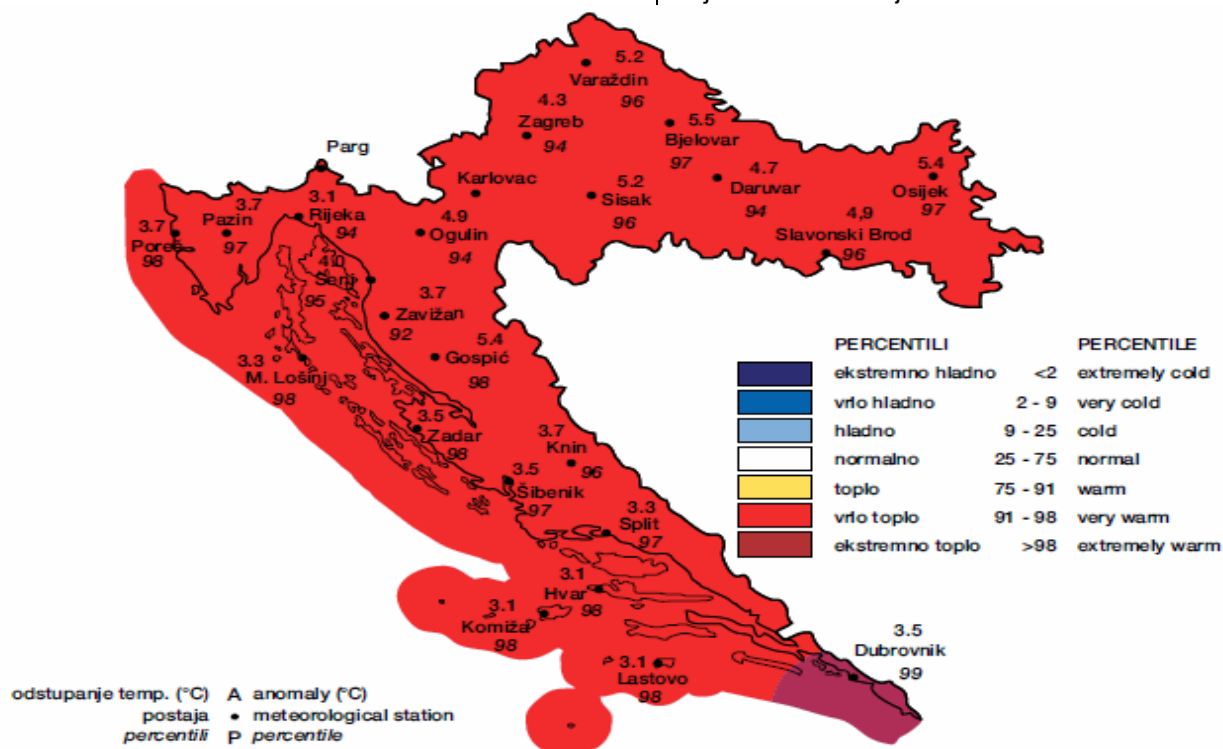 5.2
Varaždin
96
4.3
Zagreb
94
5.5
Bjelovar
97
Parg
Karlovac
5.2
Sisak
96
4.7
Daruvar
94
5.4
Osijek
97
3.1
Rijeka
94
3.7
Pazin
97
3.7
Poreč
98
4.9
Ogulin
94
4,9
Slavonski Brod
96
4.0
Senj
95
3.7
Zavižan
92
5.4
Gospić
98
3.3
M. Lošinj
98
3.5
Zadar
98
3.7
Knin
96
3.5
Šibenik
97
3.3
Split
97
3.1
Hvar
98
3.1
Komiža
98
3.1
Lastovo
98
3.5
Dubrovnik
99
PERCENTILI PERCENTILE
ekstremno hladno <2 extremely cold
vrlo hladno 2 - 9 very cold
hladno 9 - 25 cold
normalno 25 - 75 normal
toplo 75 - 91 warm
vrlo toplo 91 - 98 very warm
ekstremno toplo >98 extremely warm
odstupanje temp. (°C) A anomaly (°C)
postaja • meteorological station
percentili P percentile